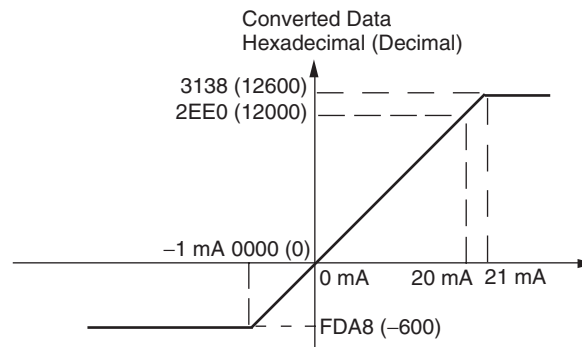 Converted Data
Hexadecimal (Decimal)
3138 (12600)
2EE0 (12000)
−1 mA 0000 (0)
0 mA
20 mA
21 mA
FDA8 (−600)